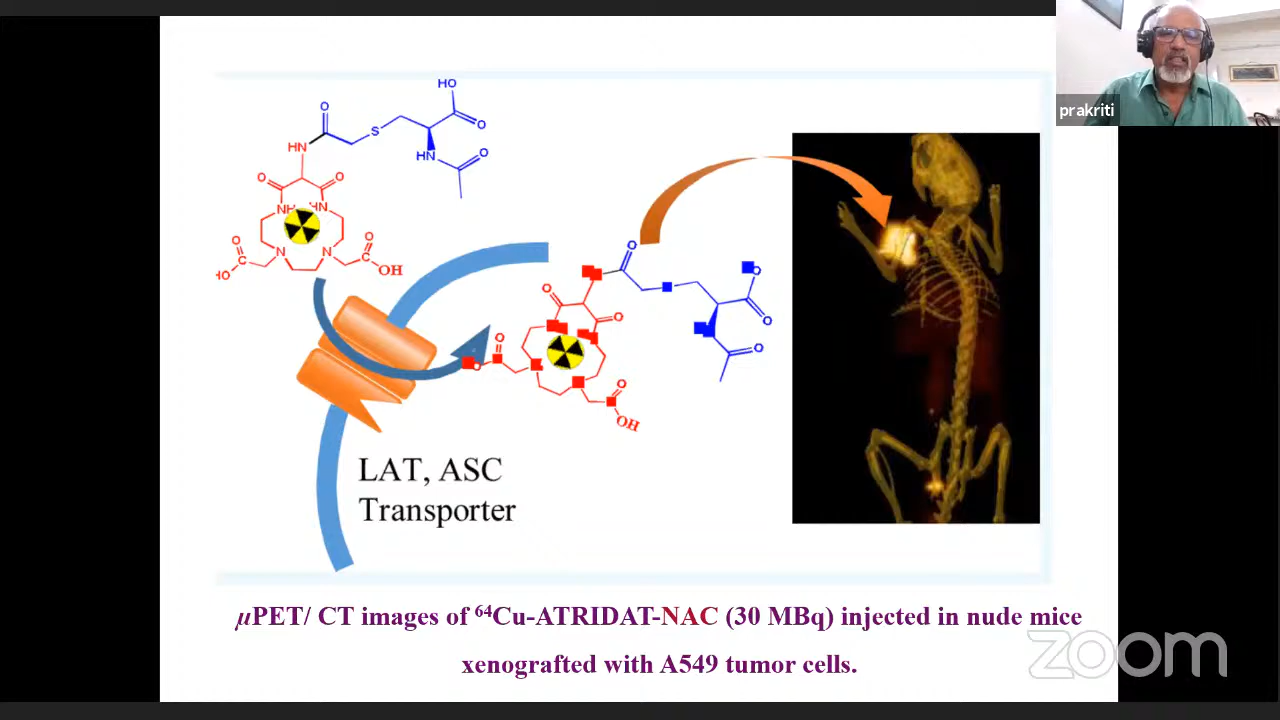 prakriti
HO
O
O
S
HN
HN
O
O
O
NH
HN
O
O
N
N
HO
OH
O
O
O
O
O
O
O
O
O
OH
LAT, ASC
Transporter
µPET/ CT images of ⁶⁴Cu-ATRIDAT-NAC (30 MBq) injected in nude mice
xenografted with A549 tumor cells.
zoom